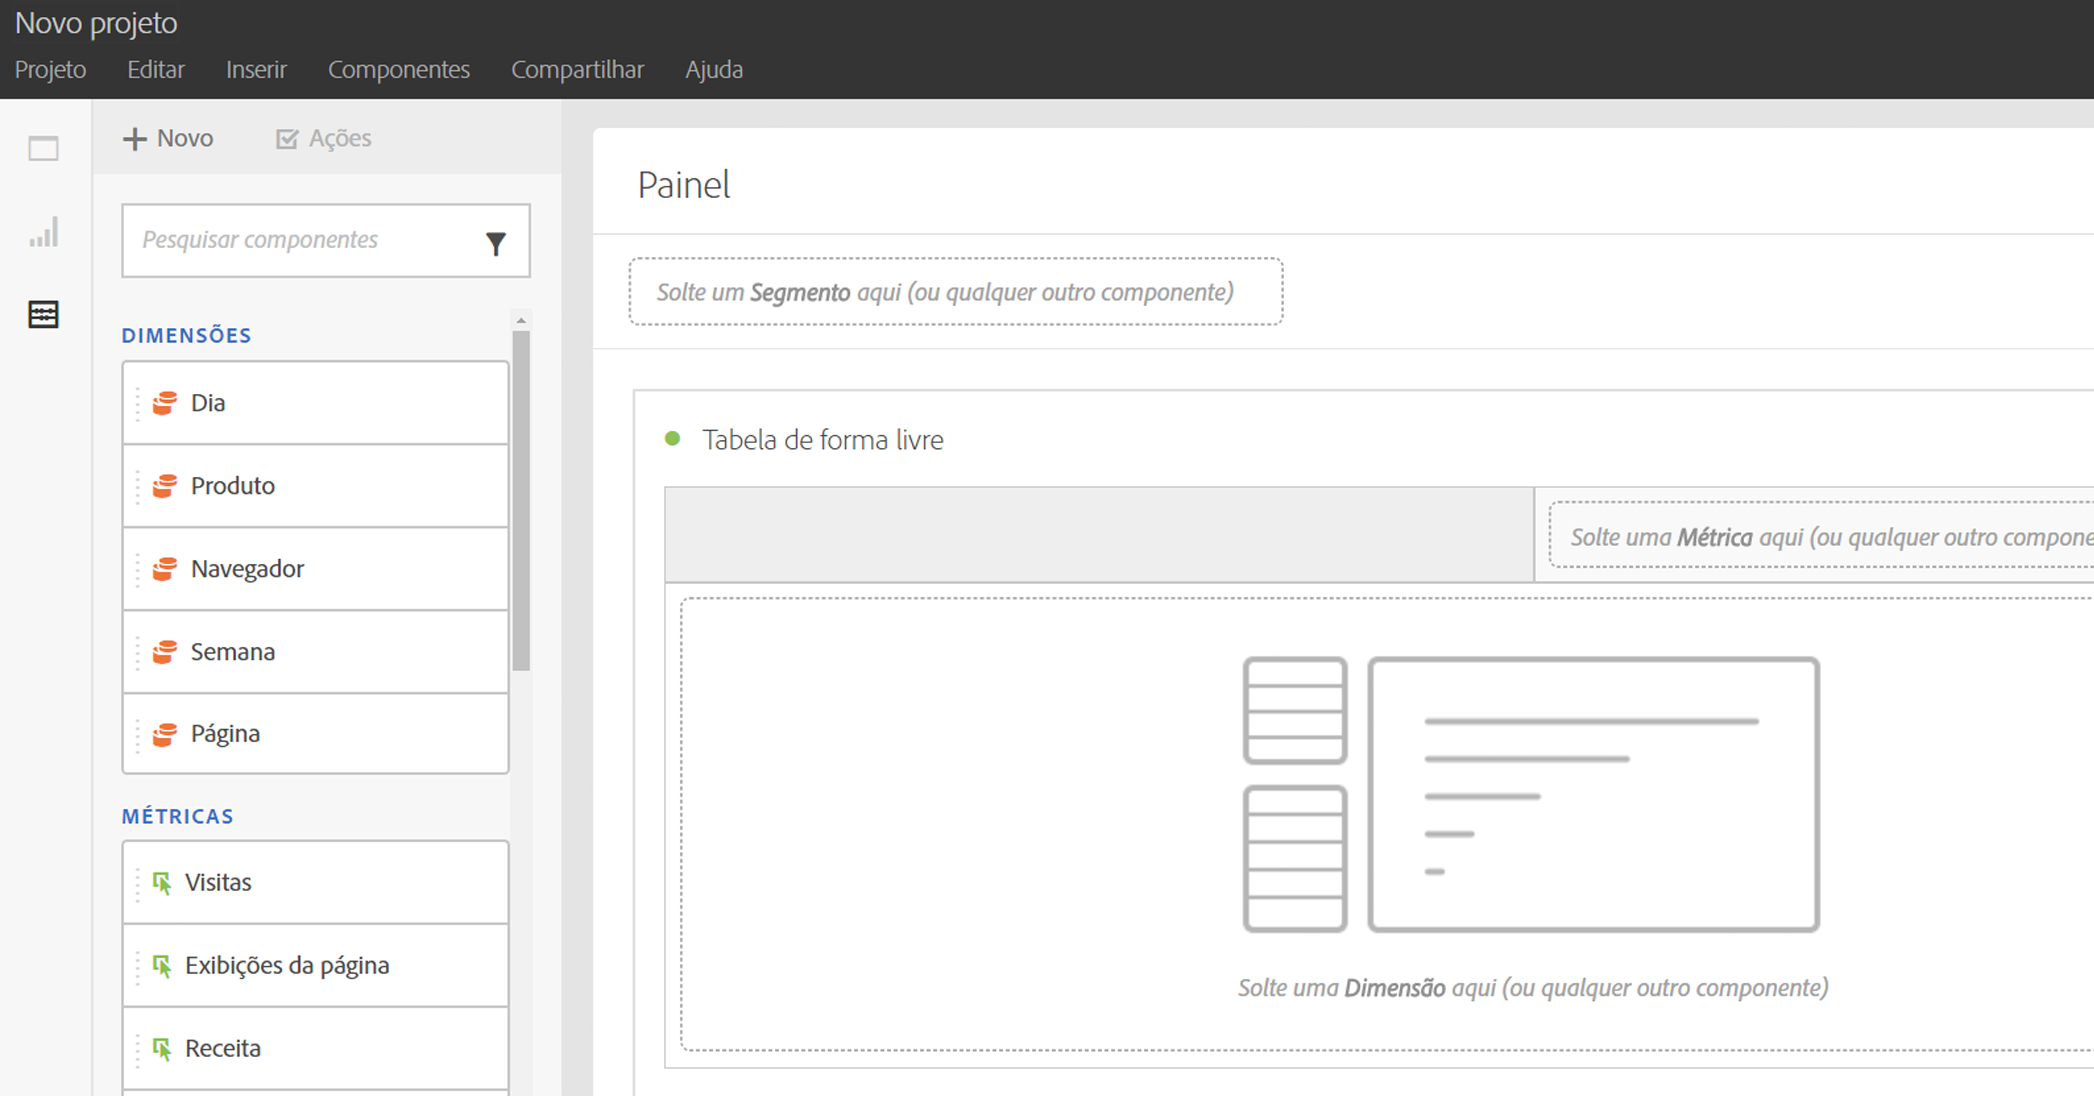 Novo projeto
Projeto Editar Inserir Componentes Compartilhar Ajuda
Novo Ações
Pesquisar componentes
DIMENSÕES
Dia
Produto
Navegador
Semana
Página
MÉTRICAS
Visitas
Exibições da página
Receita
Painel
Solte um Segmento aqui (ou qualquer outro componente)
Tabela de forma livre
Solte uma Métrica aqui (ou qualquer outro compone
Solte uma Dimensão aqui (ou qualquer outro componente)